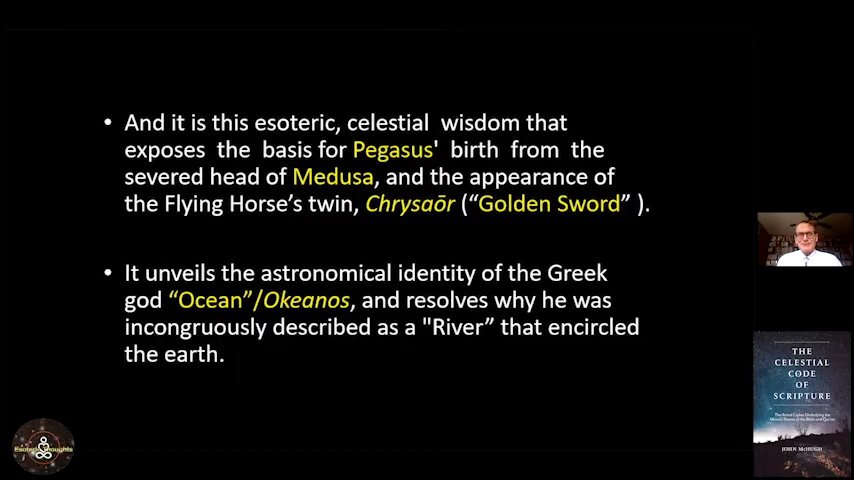 • And it is this esoteric, celestial wisdom that
exposes the basis for Pegasus' birth from the
severed head of Medusa, and the appearance of
the Flying Horse’s twin, Chrysaōr (“Golden Sword” ).
• It unveils the astronomical identity of the Greek
god “Ocean”/Okeanos, and resolves why he was
incongruously described as a "River” that encircled
the earth.
THE
CELESTIAL
CODE
OF
SCRIPTURE
JOHN McHUGH
Esoteric Thoughts